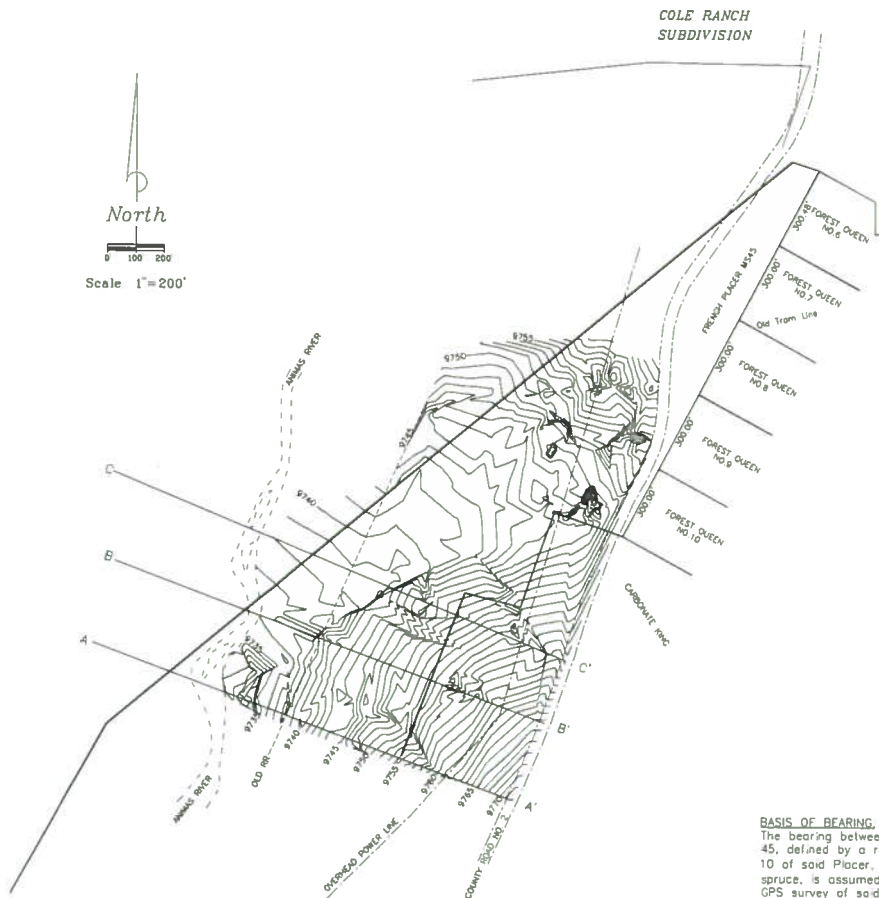 COLE RANCH
SUBDIVISION
North
0 100' 200'
Scale 1"=200'
300.48'
FOREST QUEEN
NO.6
300.00'
FOREST QUEEN
NO.7
FRENCH PLACER MS45
Old Tram Line
300.00'
FOREST QUEEN
NO.8
300.00'
FOREST QUEEN
NO.9
300.00'
FOREST QUEEN
NO.10
CARBONATE KING
ANIMAS RIVER
9755
9750
9745
9740
C
B
A
9735
9735
9740
9745
9750
9755
9760
9765
9770
C'
B'
A'
ANIMAS RIVER
OLD RR
OVERHEAD POWER LINE
COUNTY ROAD NO 2
BASIS OF BEARING,
The bearing betwee
45, defined by a r
10 of said Placer,
spruce, is assumed
GPS survey of said